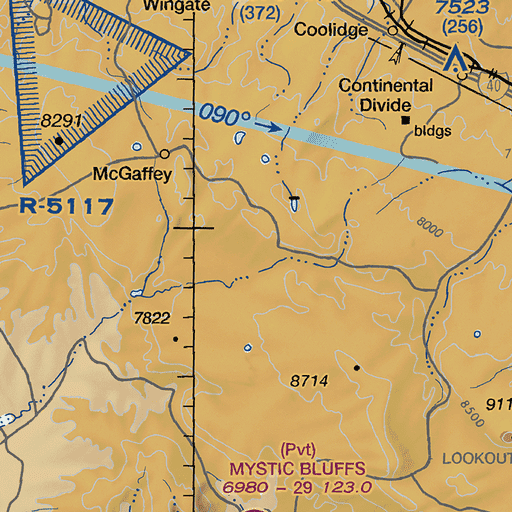 Wingate
(372)
Coolidge
7523
(256)
40
090°
Continental
Divide
bldgs
8291
McGaffey
R-5117
8000
7822
8714
8500
911
LOOKOUT
(Pvt)
MYSTIC BLUFFS
6980 - 29 123.0